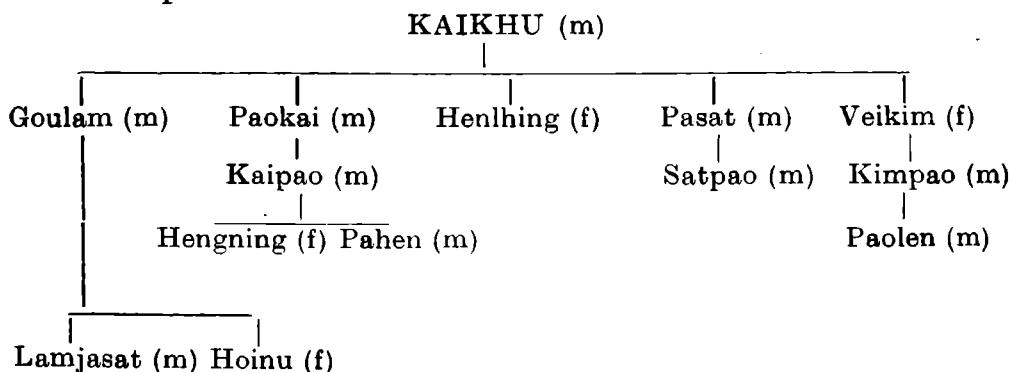 KAIKHU (m)
Goulam (m) Paokai (m) Henlhing (f) Pasat (m) Veikim (f)
Kaipao (m) Satpao (m) Kimpao (m)
Hengning (f) Pahen (m) Paolen (m)
Lamjasat (m) Hoinu (f)